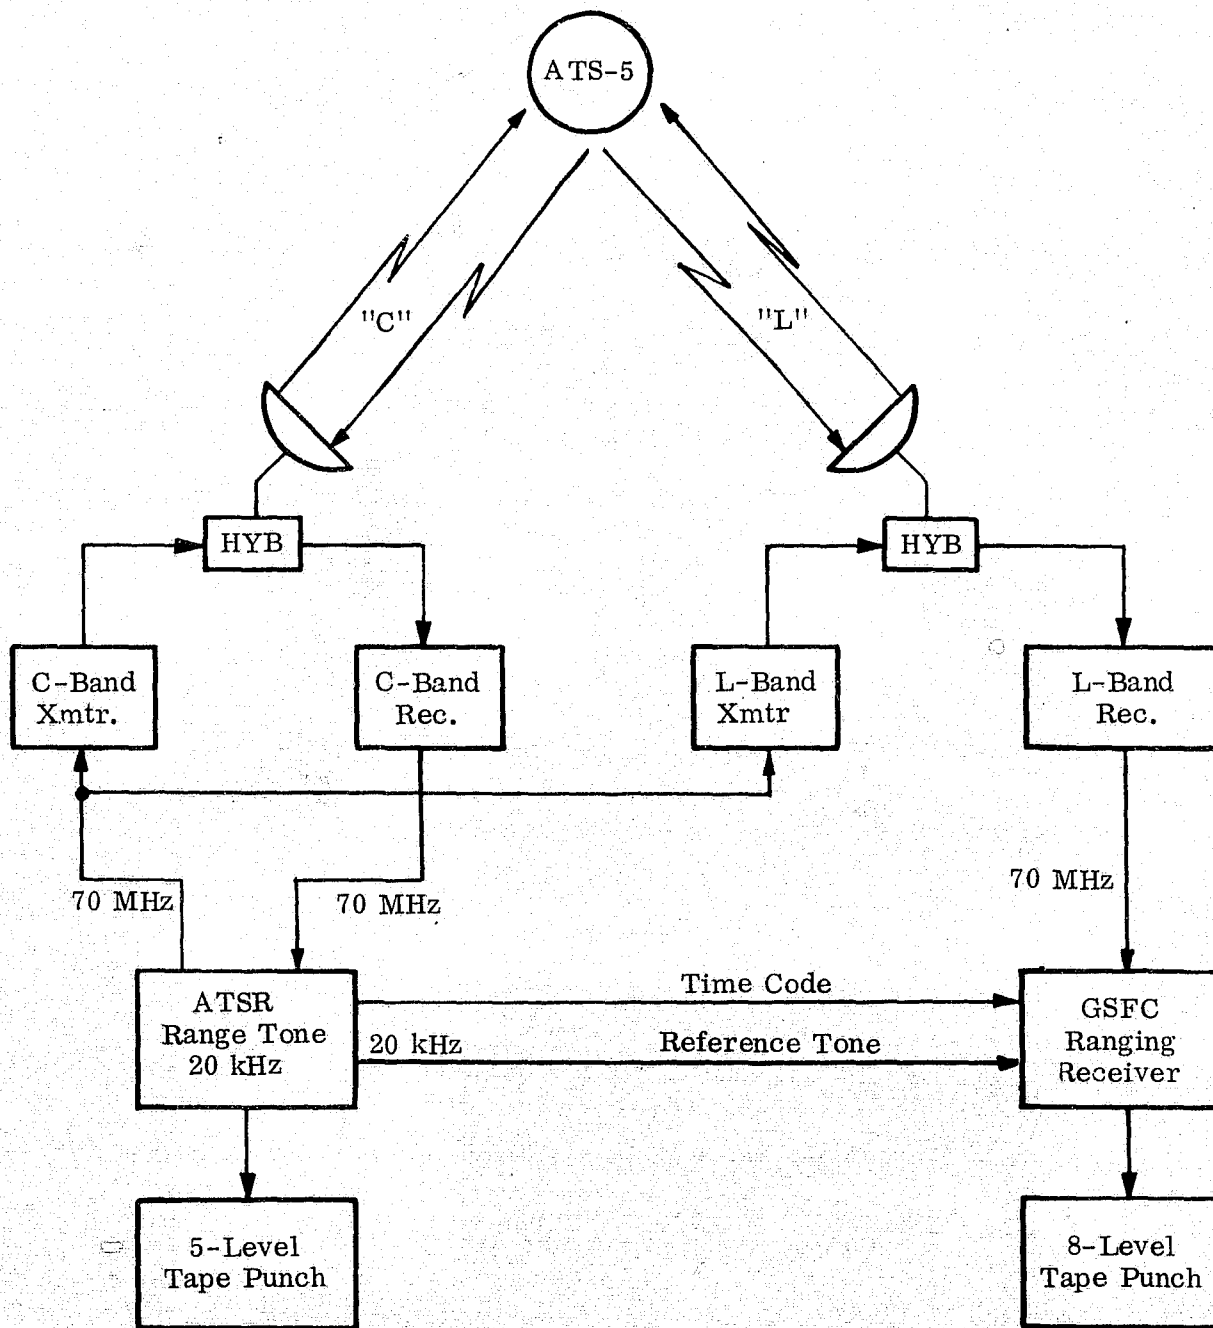 ATS-5
"C"
"L"
HYB
HYB
C-Band
Xmtr.
C-Band
Rec.
L-Band
Xmtr
L-Band
Rec.
70 MHz
70 MHz
70 MHz
ATSR
Range Tone
20 kHz
Time Code
20 kHz
Reference Tone
GSFC
Ranging
Receiver
5-Level
Tape Punch
8-Level
Tape Punch